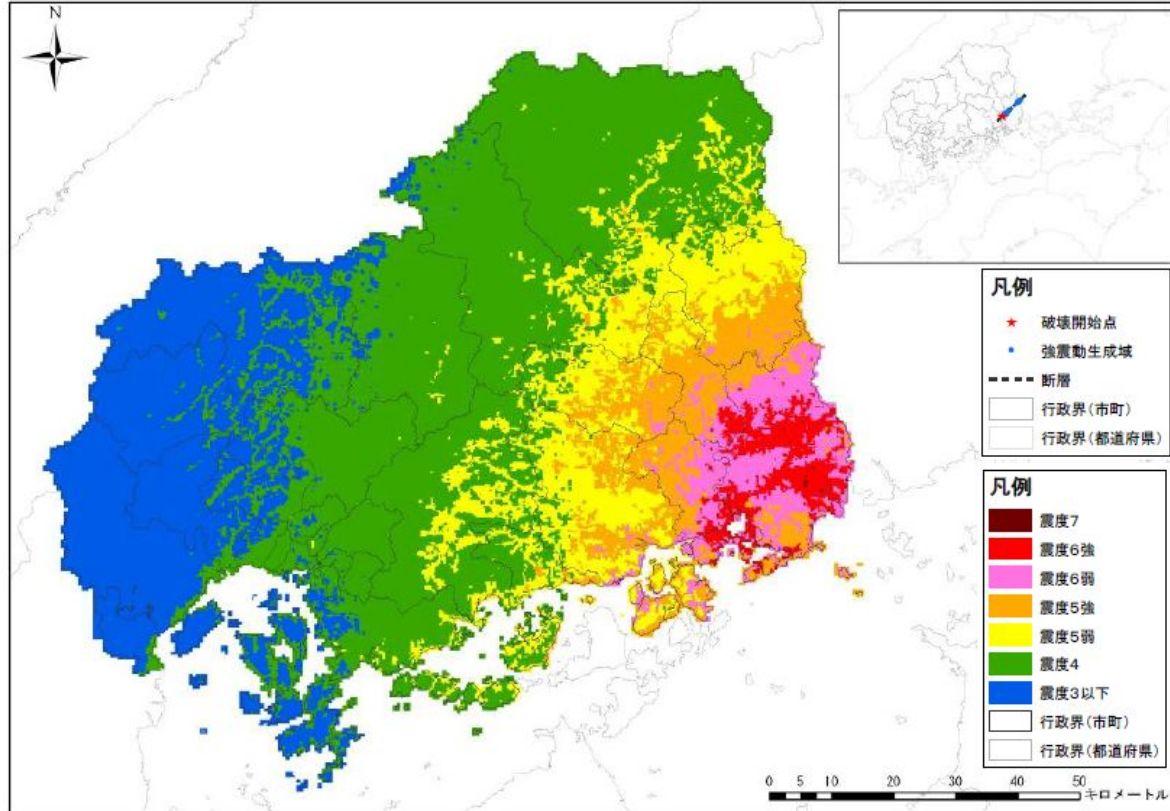 N
凡例
破壊開始点
強震動生成域
断層
行政界(市町)
行政界(都道府県)
凡例
震度7
震度6強
震度6弱
震度5強
震度5弱
震度4
震度3以下
行政界(市町)
行政界(都道府県)
0 5 10 20 30 40 50
キロメートル